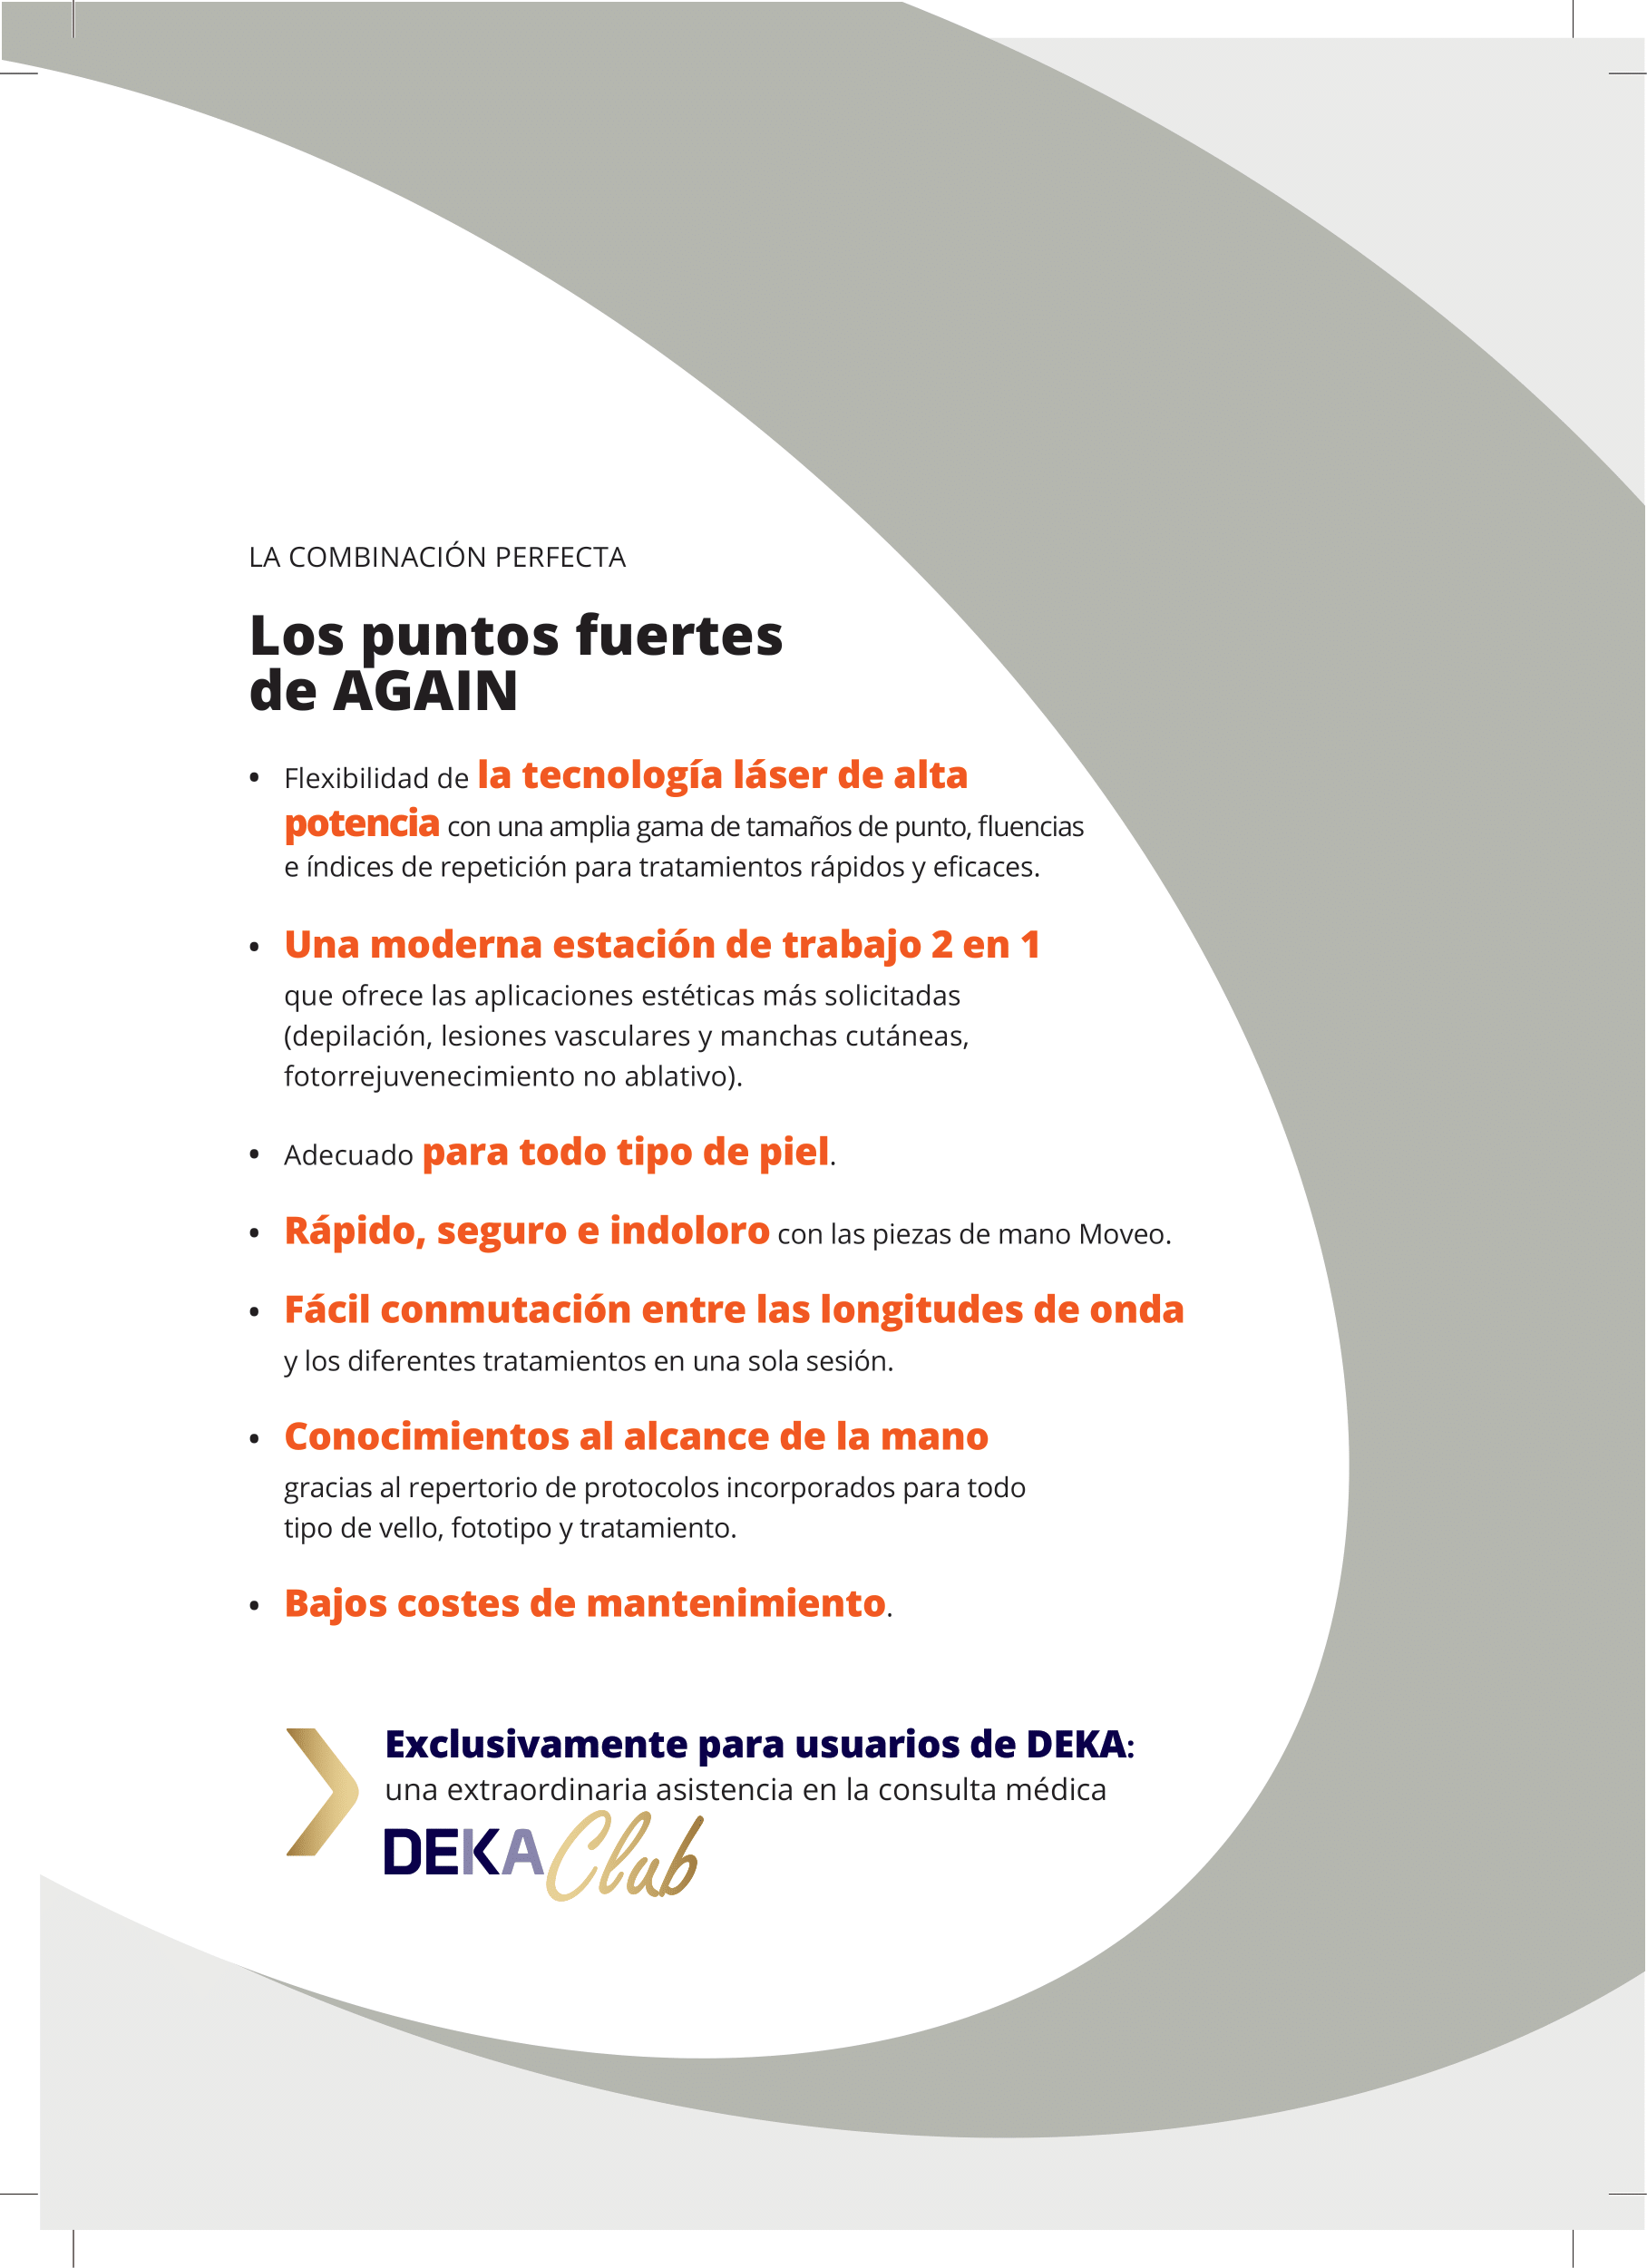 LA COMBINACIÓN PERFECTA
Los puntos fuertes
de AGAIN
• Flexibilidad de la tecnología láser de alta
potencia con una amplia gama de tamaños de punto, fluencias
e índices de repetición para tratamientos rápidos y eficaces.
• Una moderna estación de trabajo 2 en 1
que ofrece las aplicaciones estéticas más solicitadas
(depilación, lesiones vasculares y manchas cutáneas,
fotorrejuvenecimiento no ablativo).
• Adecuado para todo tipo de piel.
• Rápido, seguro e indoloro con las piezas de mano Moveo.
• Fácil conmutación entre las longitudes de onda
y los diferentes tratamientos en una sola sesión.
• Conocimientos al alcance de la mano
gracias al repertorio de protocolos incorporados para todo
tipo de vello, fototipo y tratamiento.
• Bajos costes de mantenimiento.
Exclusivamente para usuarios de DEKA:
una extraordinaria asistencia en la consulta médica
DEKA Club